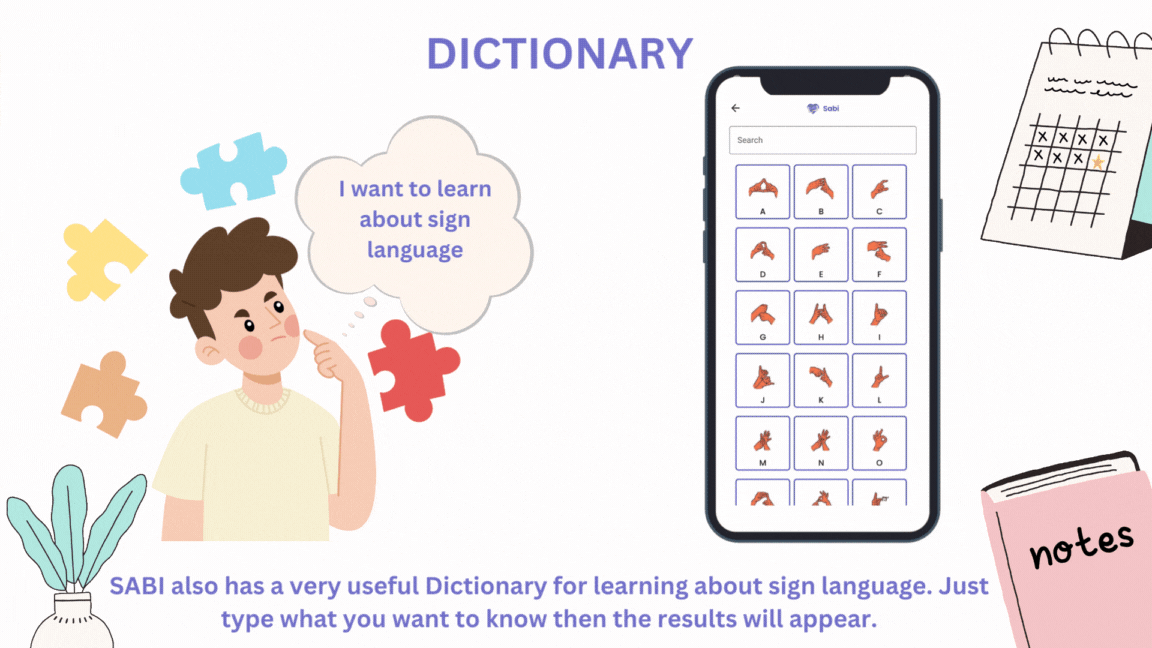 DICTIONARY
I want to learn
about sign
language
Sabi
Search
A B C
D E F
G H I
J K L
M N O
X X X X
X X X
notes
SABI also has a very useful Dictionary for learning about sign language. Just
type what you want to know then the results will appear.